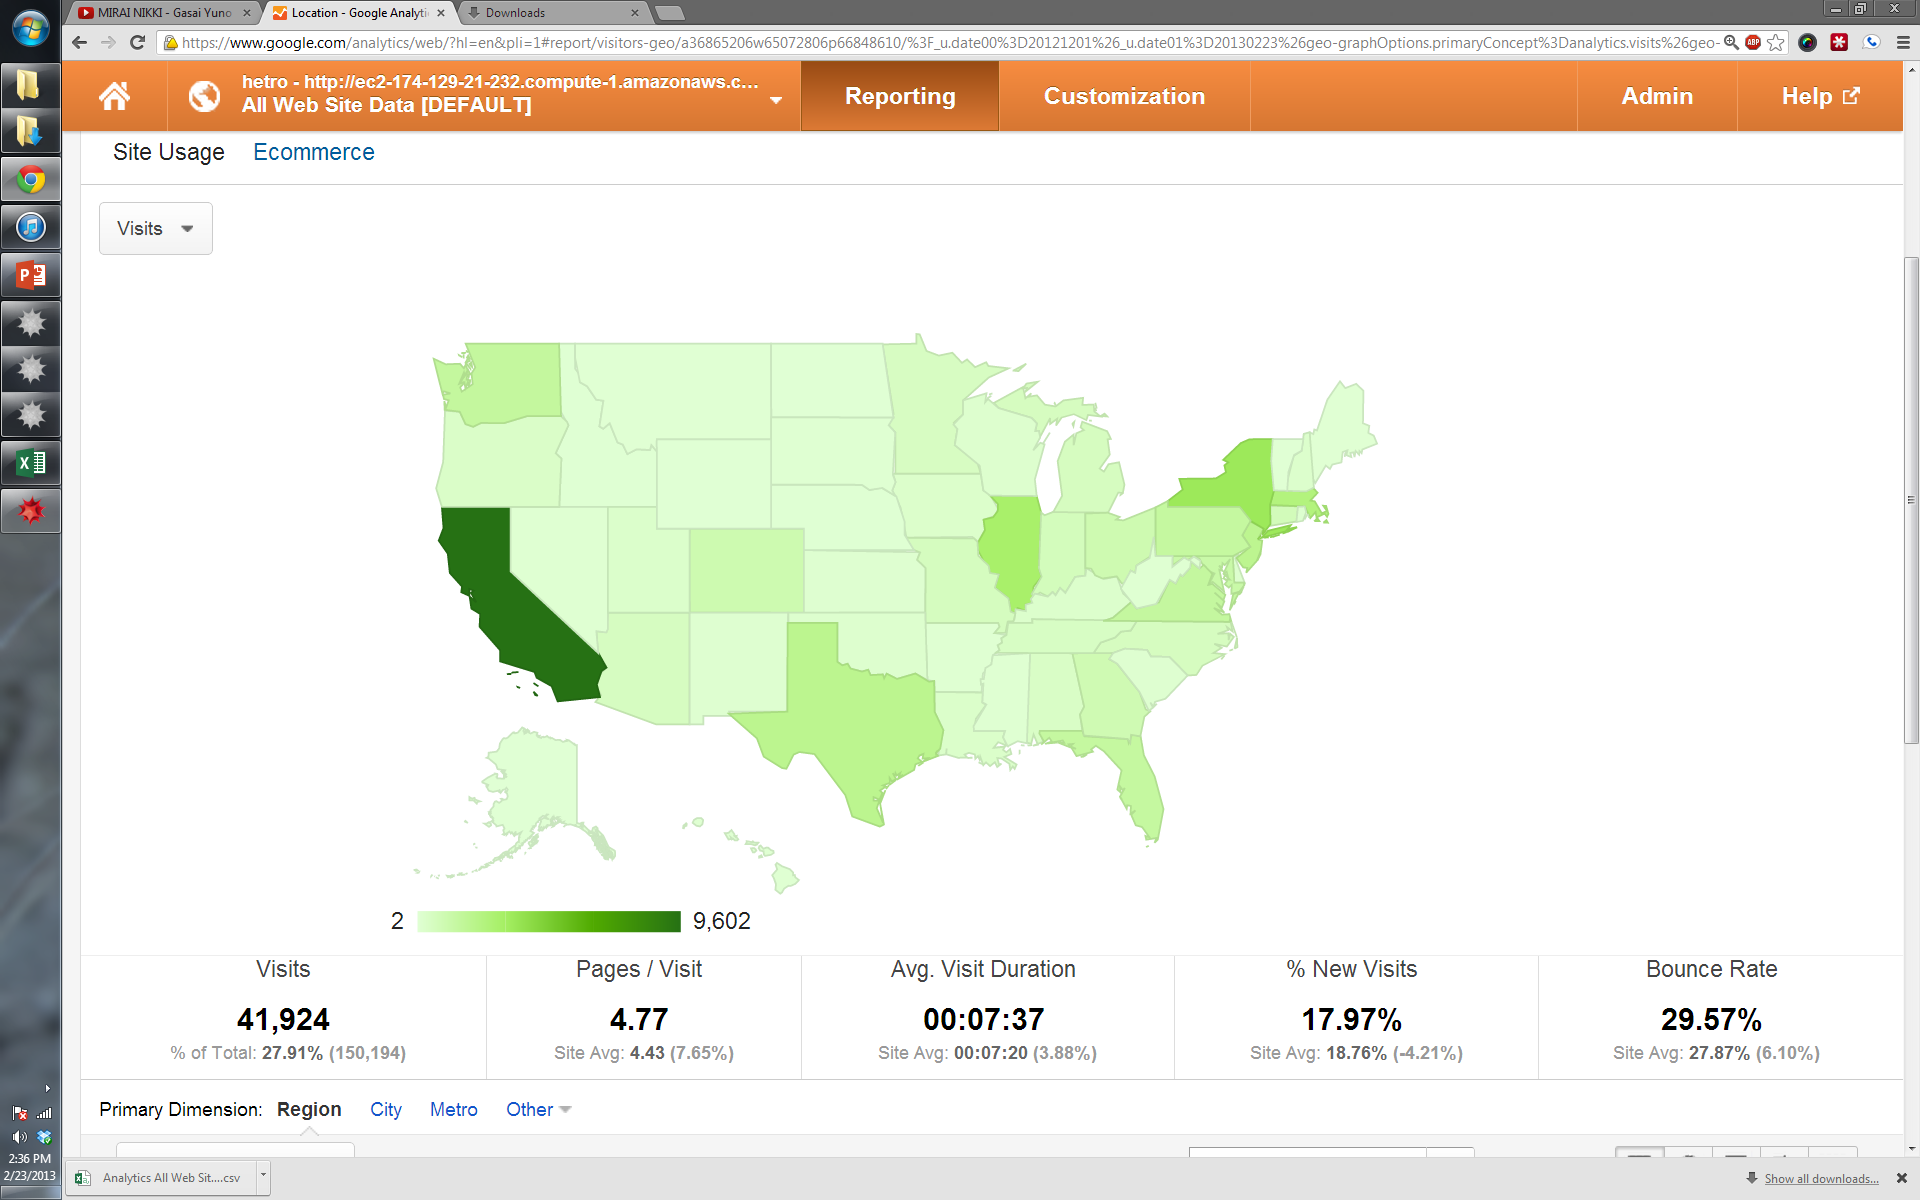 MIRAI NIKKI - Gasai Yuno
Location - Google Analyti
Downloads
https://www.google.com/analytics/web/?hl=en&pli=1#report/visitors-geo/a36865206w65072806p66848610/%3F_u.date00%3D20121201%26_u.date01%3D20130223%26geo-graphOptions.primaryConcept%3Danalytics.visits%26geo-
hetro - http://ec2-174-129-21-232.compute-1.amazonaws.c...
All Web Site Data [DEFAULT]
Reporting
Customization
Admin
Help
Site Usage
Ecommerce
Visits
2
9,602
Visits
41,924
% of Total: 27.91% (150,194)
Pages / Visit
4.77
Site Avg: 4.43 (7.65%)
Avg. Visit Duration
00:07:37
Site Avg: 00:07:20 (3.88%)
% New Visits
17.97%
Site Avg: 18.76% (-4.21%)
Bounce Rate
29.57%
Site Avg: 27.87% (6.10%)
Primary Dimension: Region City Metro Other
2:36 PM
2/23/2013
Analytics All Web Sit....csv
Show all downloads...
ABP